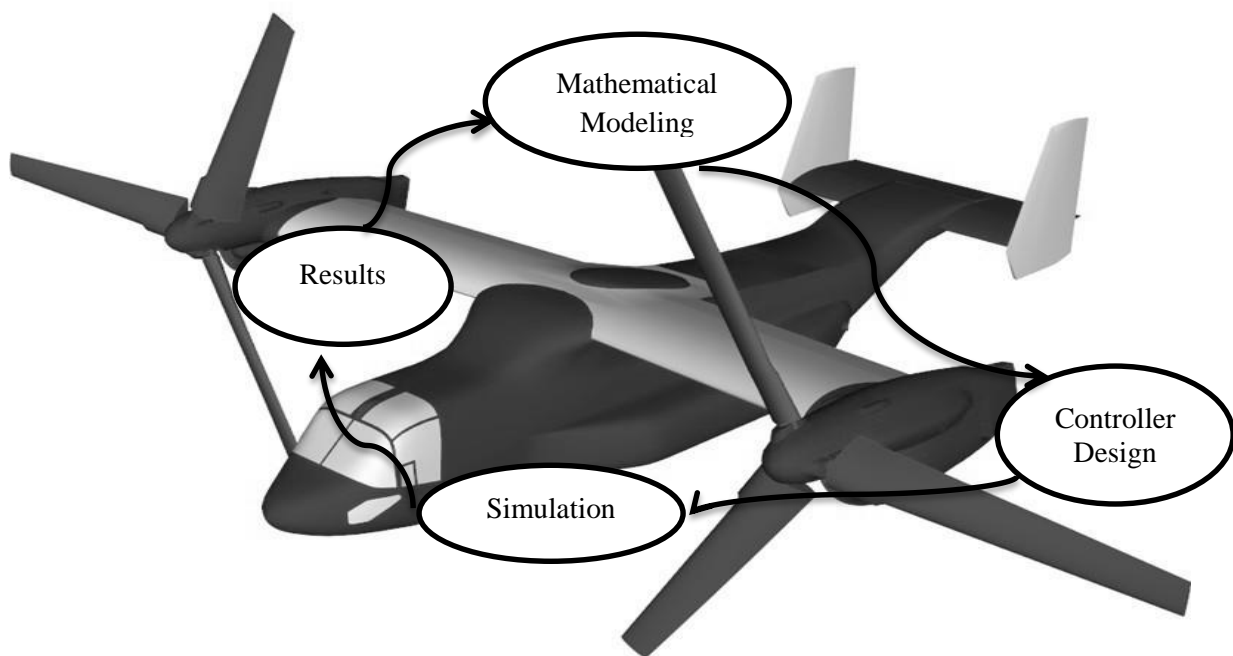 Mathematical
Modeling
Results
Controller
Design
Simulation